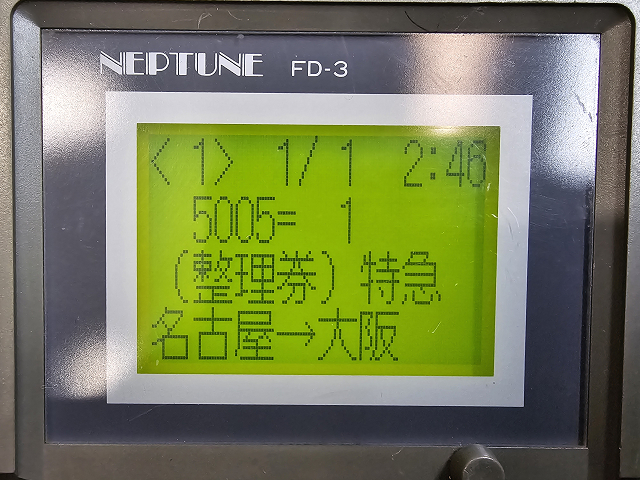 NEPTUNE FD-3
<1> 1/1 2:46
5005= 1
(整理券) 特急
名古屋→大阪